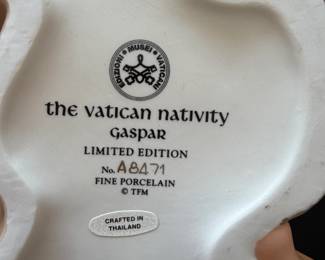 EDIZIONI • MUSEI • VATICANI
the vatican nativity
GASPAR
LIMITED EDITION
No. A8471
FINE PORCELAIN
© TFM
CRAFTED IN
THAILAND